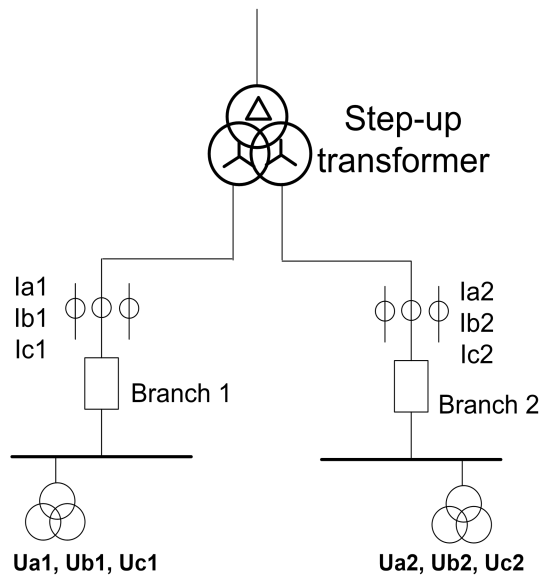 Step-up
transformer
Ia1
Ib1
Ic1
Ia2
Ib2
Ic2
Branch 1
Branch 2
Ua1, Ub1, Uc1
Ua2, Ub2, Uc2